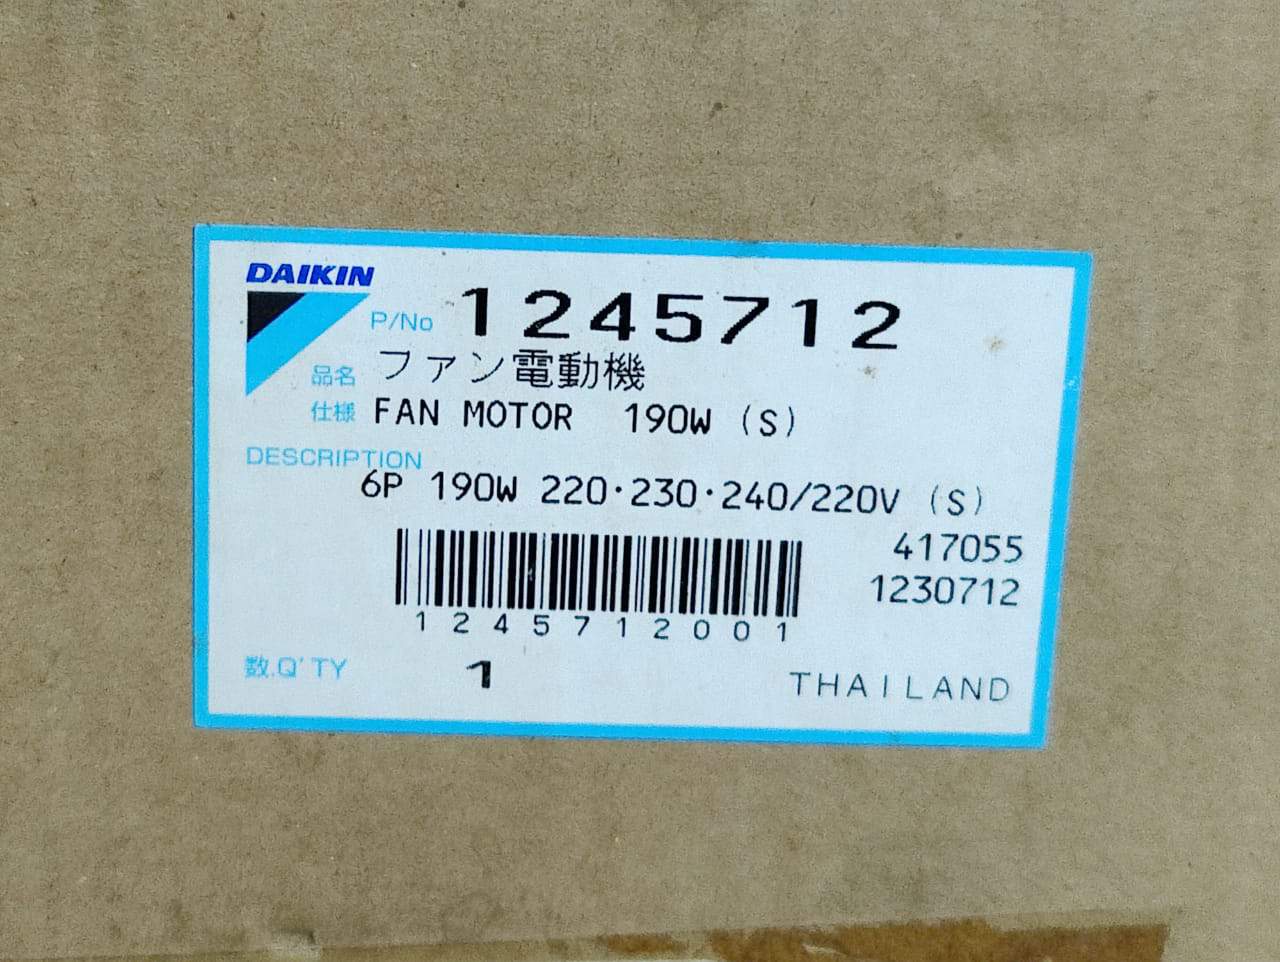 DAIKIN
P/No 1245712
品名 ファン電動機
仕様 FAN MOTOR 190W (S)
DESCRIPTION
6P 190W 220·230·240/220V (S)
417055
1230712
1245712001
数.Q'TY 1
THAILAND